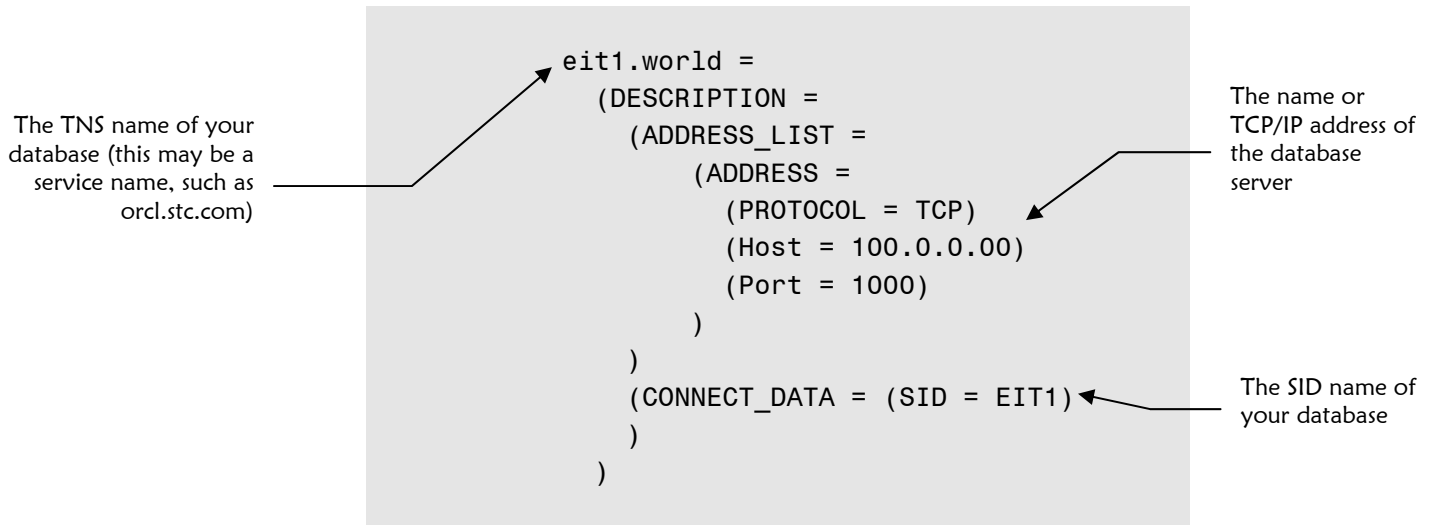 The TNS name of your
database (this may be a
service name, such as
orcl.stc.com)
eit1.world =
(DESCRIPTION =
(ADDRESS_LIST =
(ADDRESS =
(PROTOCOL = TCP)
(Host = 100.0.0.00)
(Port = 1000)
)
)
(CONNECT_DATA = (SID = EIT1)
)
)
The name or
TCP/IP address of
the database
server
The SID name of
your database